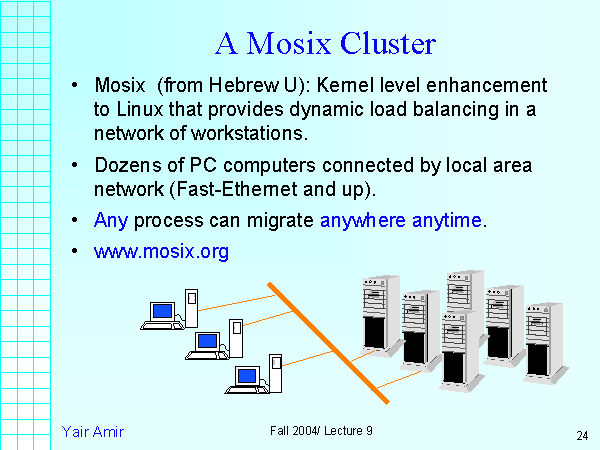 A Mosix Cluster
• Mosix (from Hebrew U): Kernel level enhancement
to Linux that provides dynamic load balancing in a
network of workstations.
• Dozens of PC computers connected by local area
network (Fast-Ethernet and up).
• Any process can migrate anywhere anytime.
• www.mosix.org
Yair Amir
Fall 2004/ Lecture 9
24